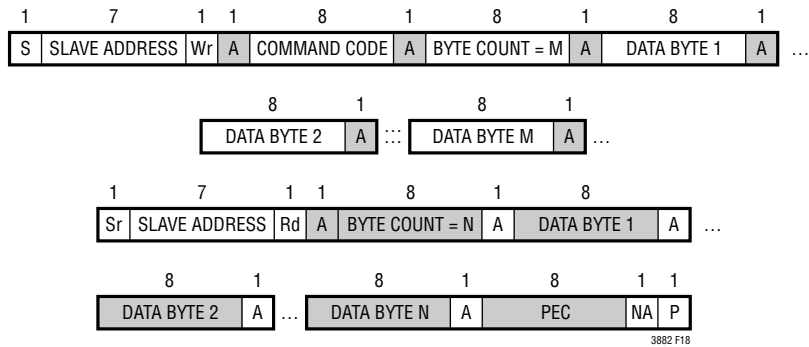 1 7 1 1 8 1 8 1 8 1
S SLAVE ADDRESS Wr A COMMAND CODE A BYTE COUNT = M A DATA BYTE 1 A …
8 1 8 1
DATA BYTE 2 A … DATA BYTE M A …
1 7 1 1 8 1 8 1
Sr SLAVE ADDRESS Rd A BYTE COUNT = N A DATA BYTE 1 A …
8 1 8 1 8 1 1
DATA BYTE 2 A … DATA BYTE N A PEC NA P
3882 F18